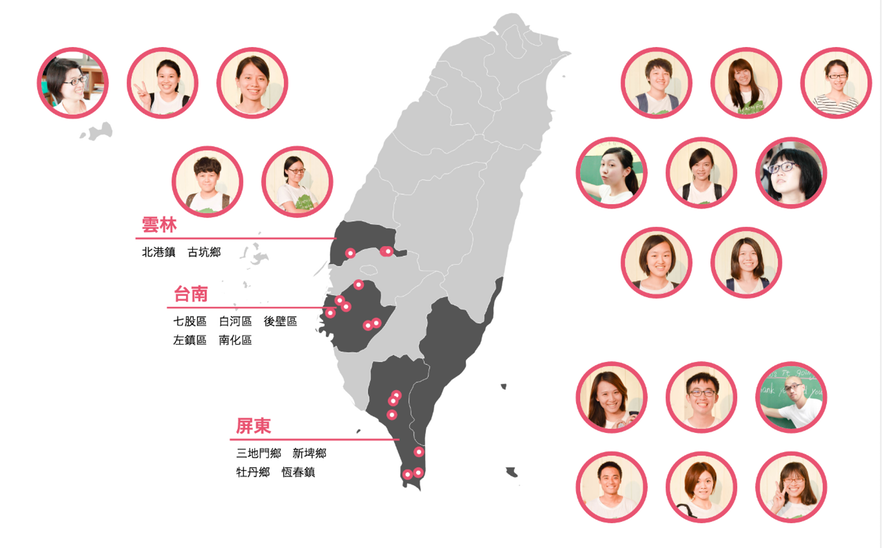 雲林
北港鎮 古坑鄉
台南
七股區 白河區 後壁區
左鎮區 南化區
屏東
三地門鄉 新埤鄉
牡丹鄉 恆春鎮